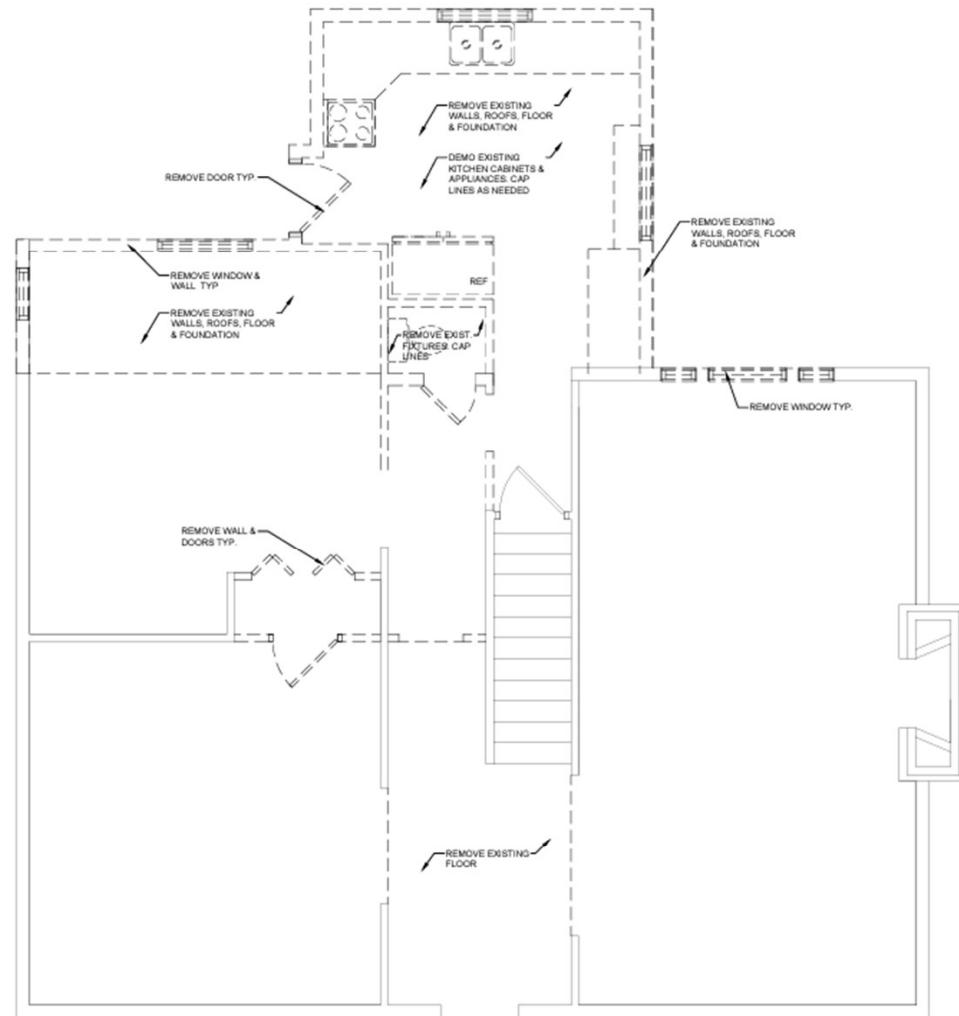 REMOVE EXISTING
WALLS, ROOFS, FLOOR
& FOUNDATION
DEMO EXISTING
KITCHEN CABINETS &
APPLIANCES. CAP
LINES AS NEEDED
REMOVE DOOR TYP.
REMOVE EXISTING
WALLS, ROOFS, FLOOR
& FOUNDATION
REMOVE WINDOW &
WALL TYP
REF
REMOVE EXISTING
WALLS, ROOFS, FLOOR
& FOUNDATION
REMOVE EXIST.
FIXTURES. CAP
LINES
REMOVE WINDOW TYP.
REMOVE WALL &
DOORS TYP.
REMOVE EXISTING
FLOOR